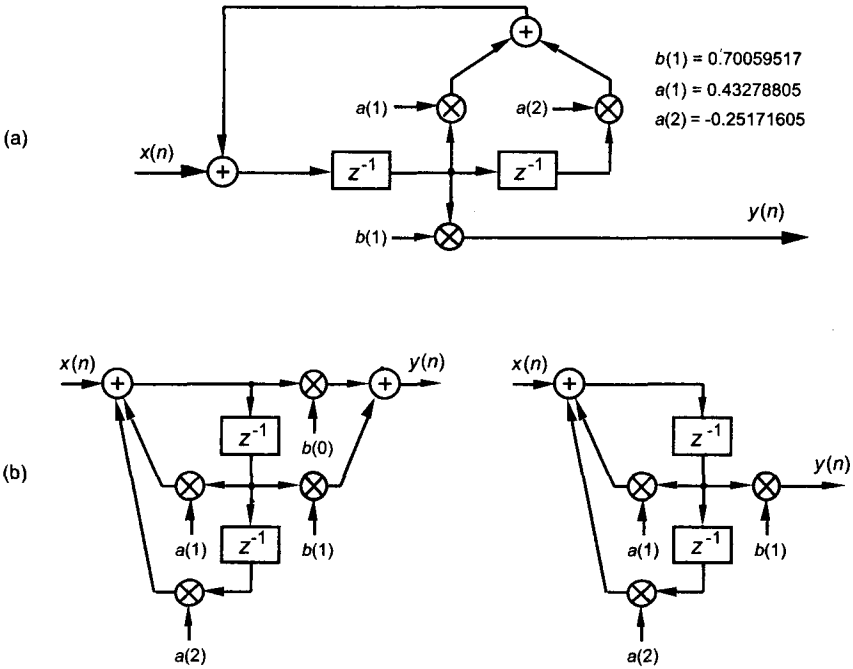 b(1) = 0.70059517
a(1) = 0.43278805
a(2) = -0.25171605
a(1)
a(2)
(a)
x(n)
+
+
z⁻¹
z⁻¹
b(1)
y(n)
x(n)
+
+
y(n)
z⁻¹
b(0)
(b)
a(1)
z⁻¹
b(1)
a(2)
x(n)
+
z⁻¹
y(n)
a(1)
z⁻¹
b(1)
a(2)